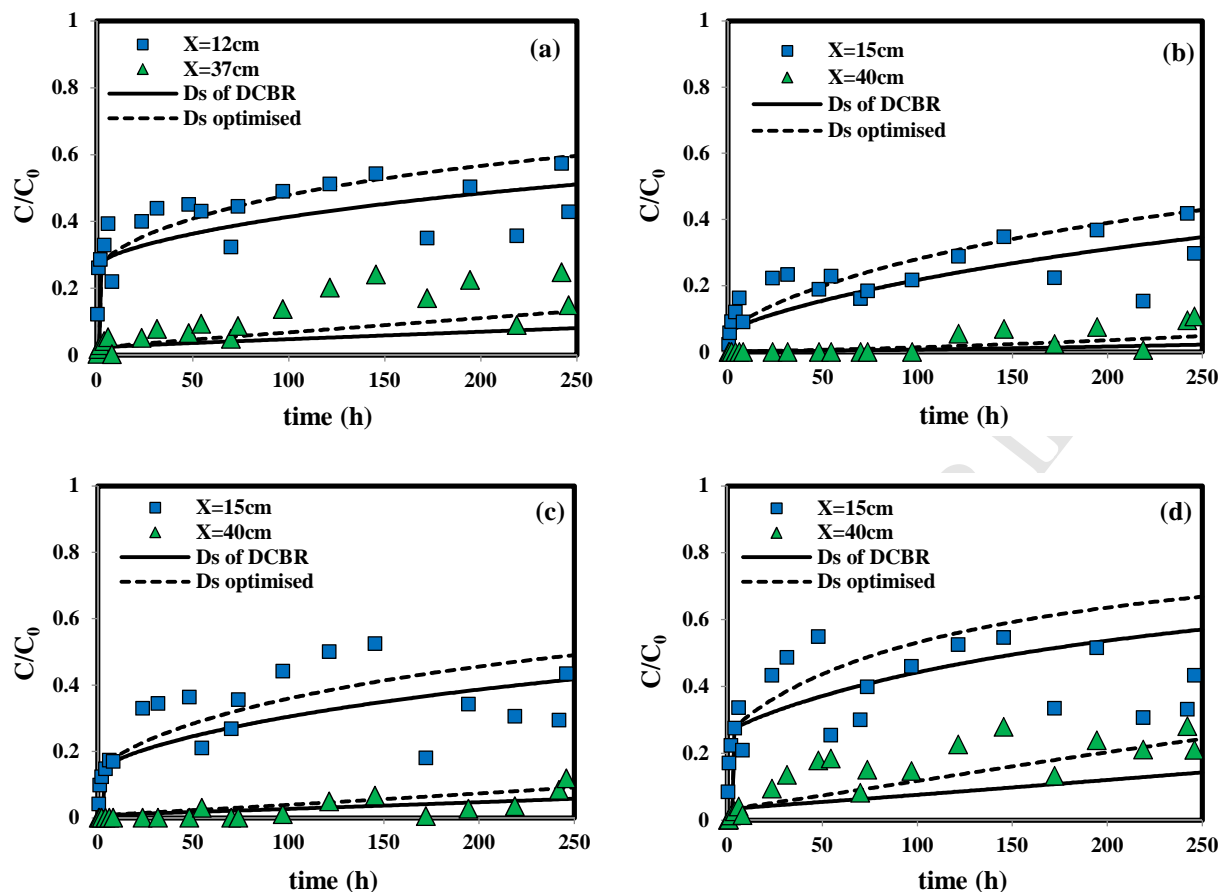 (a)
X=12cm
X=37cm
Ds of DCBR
Ds optimised
C/C0
1
0.8
0.6
0.4
0.2
0
0 50 100 150 200 250
time (h)
(b)
X=15cm
X=40cm
Ds of DCBR
Ds optimised
C/C0
1
0.8
0.6
0.4
0.2
0
0 50 100 150 200 250
time (h)
(c)
X=15cm
X=40cm
Ds of DCBR
Ds optimised
C/C0
1
0.8
0.6
0.4
0.2
0
0 50 100 150 200 250
time (h)
(d)
X=15cm
X=40cm
Ds of DCBR
Ds optimised
C/C0
1
0.8
0.6
0.4
0.2
0
0 50 100 150 200 250
time (h)